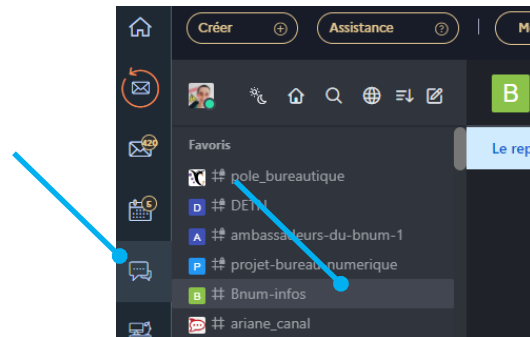 Créer
Assistance
M
B
420
Favoris
Le rep
# pole_bureautique
5
D # DETN
A # ambassadeurs-du-bnum-1
P # projet-bureau-numerique
B # Bnum-infos
# ariane_canal